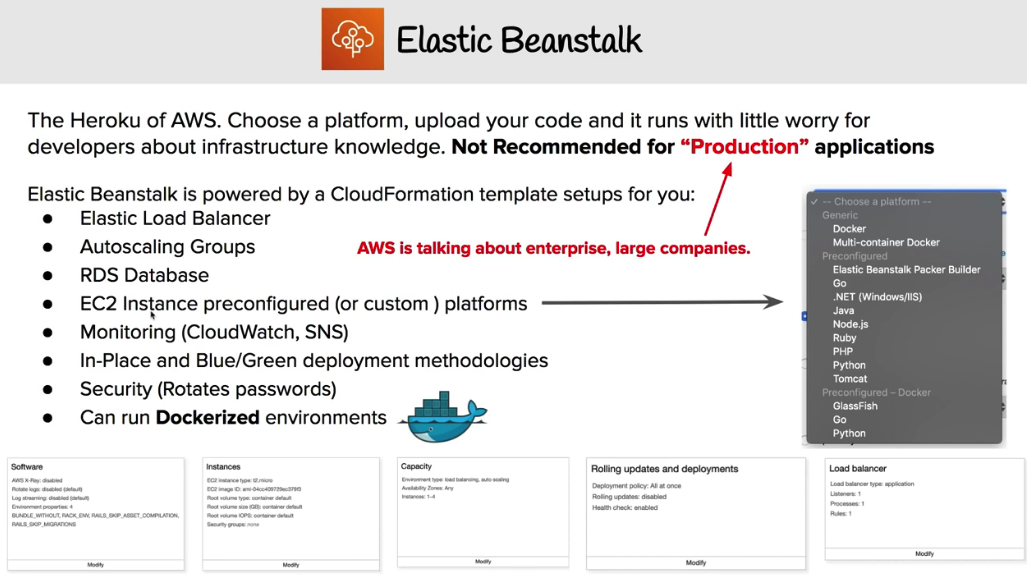 Elastic Beanstalk
The Heroku of AWS. Choose a platform, upload your code and it runs with little worry for
developers about infrastructure knowledge. Not Recommended for “Production” applications
Elastic Beanstalk is powered by a CloudFormation template setups for you:
● Elastic Load Balancer
● Autoscaling Groups
● RDS Database
● EC2 Instance preconfigured (or custom ) platforms
● Monitoring (CloudWatch, SNS)
● In-Place and Blue/Green deployment methodologies
● Security (Rotates passwords)
● Can run Dockerized environments
AWS is talking about enterprise, large companies.
✓ -- Choose a platform --
Generic
Docker
Multi-container Docker
Preconfigured
Elastic Beanstalk Packer Builder
Go
.NET (Windows/IIS)
Java
Node.js
Ruby
PHP
Python
Tomcat
Preconfigured – Docker
GlassFish
Go
Python
Software
AWS X-Ray: disabled
Rotate logs: disabled (default)
Log streaming: disabled (default)
Environment properties: 4
BUNDLE_WITHOUT, RACK_ENV, RAILS_SKIP_ASSET_COMPILATION,
RAILS_SKIP_MIGRATIONS
Modify
Instances
EC2 instance type: t2.micro
EC2 image ID:
Root volume type: container default
Root volume size (GB): container default
Root volume IOPS: container default
Security groups: none
Modify
Capacity
Environment type: load balancing, auto scaling
Availability Zones: Any
Instances: 1–4
Modify
Rolling updates and deployments
Deployment policy: All at once
Rolling updates: disabled
Health check: enabled
Modify
Load balancer
Load balancer type: application
Listeners: 1
Processes: 1
Rules: 1
Modify